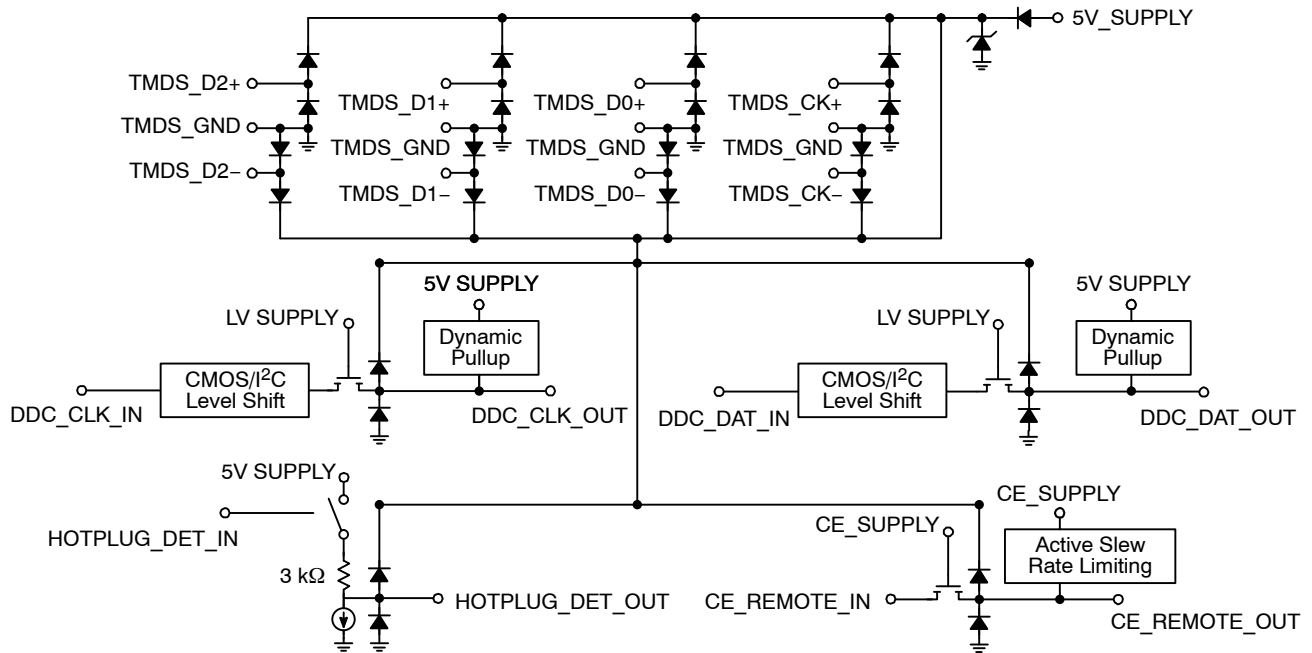 5V_SUPPLY
TMDS_D2+
TMDS_D1+
TMDS_D0+
TMDS_CK+
TMDS_GND
TMDS_GND
TMDS_GND
TMDS_GND
TMDS_D2−
TMDS_D1−
TMDS_D0−
TMDS_CK−
5V SUPPLY
LV SUPPLY
Dynamic
Pullup
CMOS/I²C
Level Shift
DDC_CLK_IN
DDC_CLK_OUT
5V SUPPLY
LV SUPPLY
Dynamic
Pullup
CMOS/I²C
Level Shift
DDC_DAT_IN
DDC_DAT_OUT
5V SUPPLY
HOTPLUG_DET_IN
3 kΩ
HOTPLUG_DET_OUT
CE_SUPPLY
CE_SUPPLY
Active Slew
Rate Limiting
CE_REMOTE_IN
CE_REMOTE_OUT